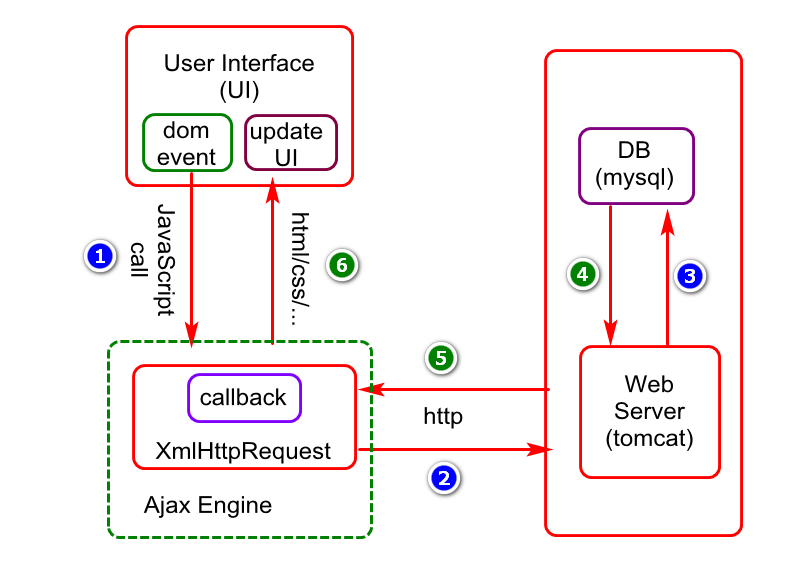 User Interface
(UI)
dom
event
update
UI
1
JavaScript
call
html/css/...
6
callback
XmlHttpRequest
Ajax Engine
5
http
2
DB
(mysql)
4
3
Web
Server
(tomcat)